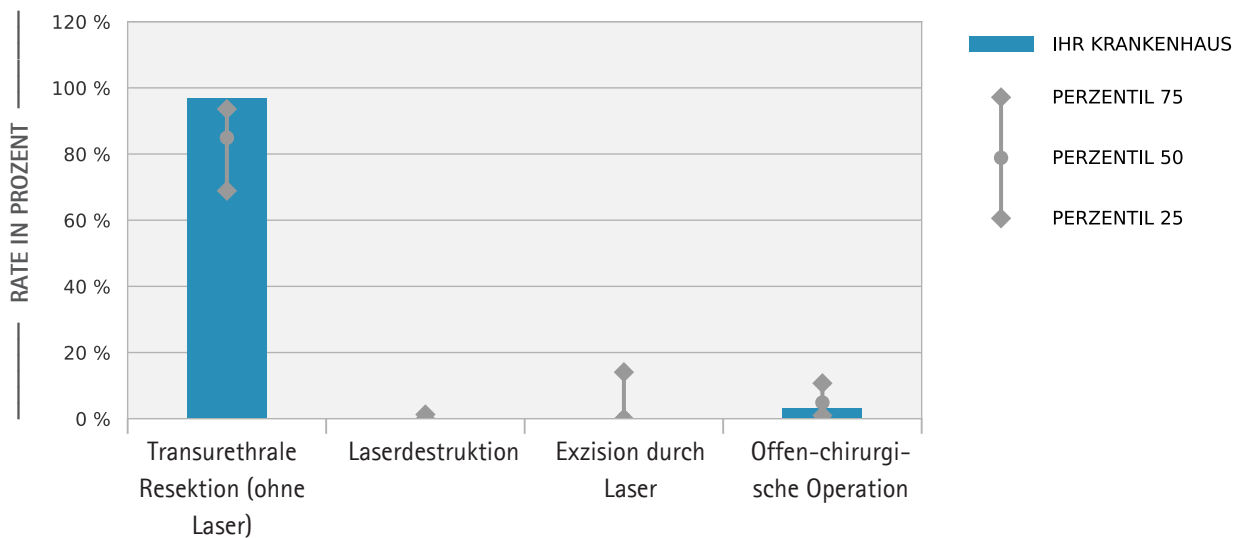 120 %
100 %
80 %
60 %
40 %
20 %
0 %
RATE IN PROZENT
Transurethrale
Resektion (ohne
Laser)
Laserdestruktion
Exzision durch
Laser
Offen-chirurgi-
sche Operation
IHR KRANKENHAUS
PERZENTIL 75
PERZENTIL 50
PERZENTIL 25